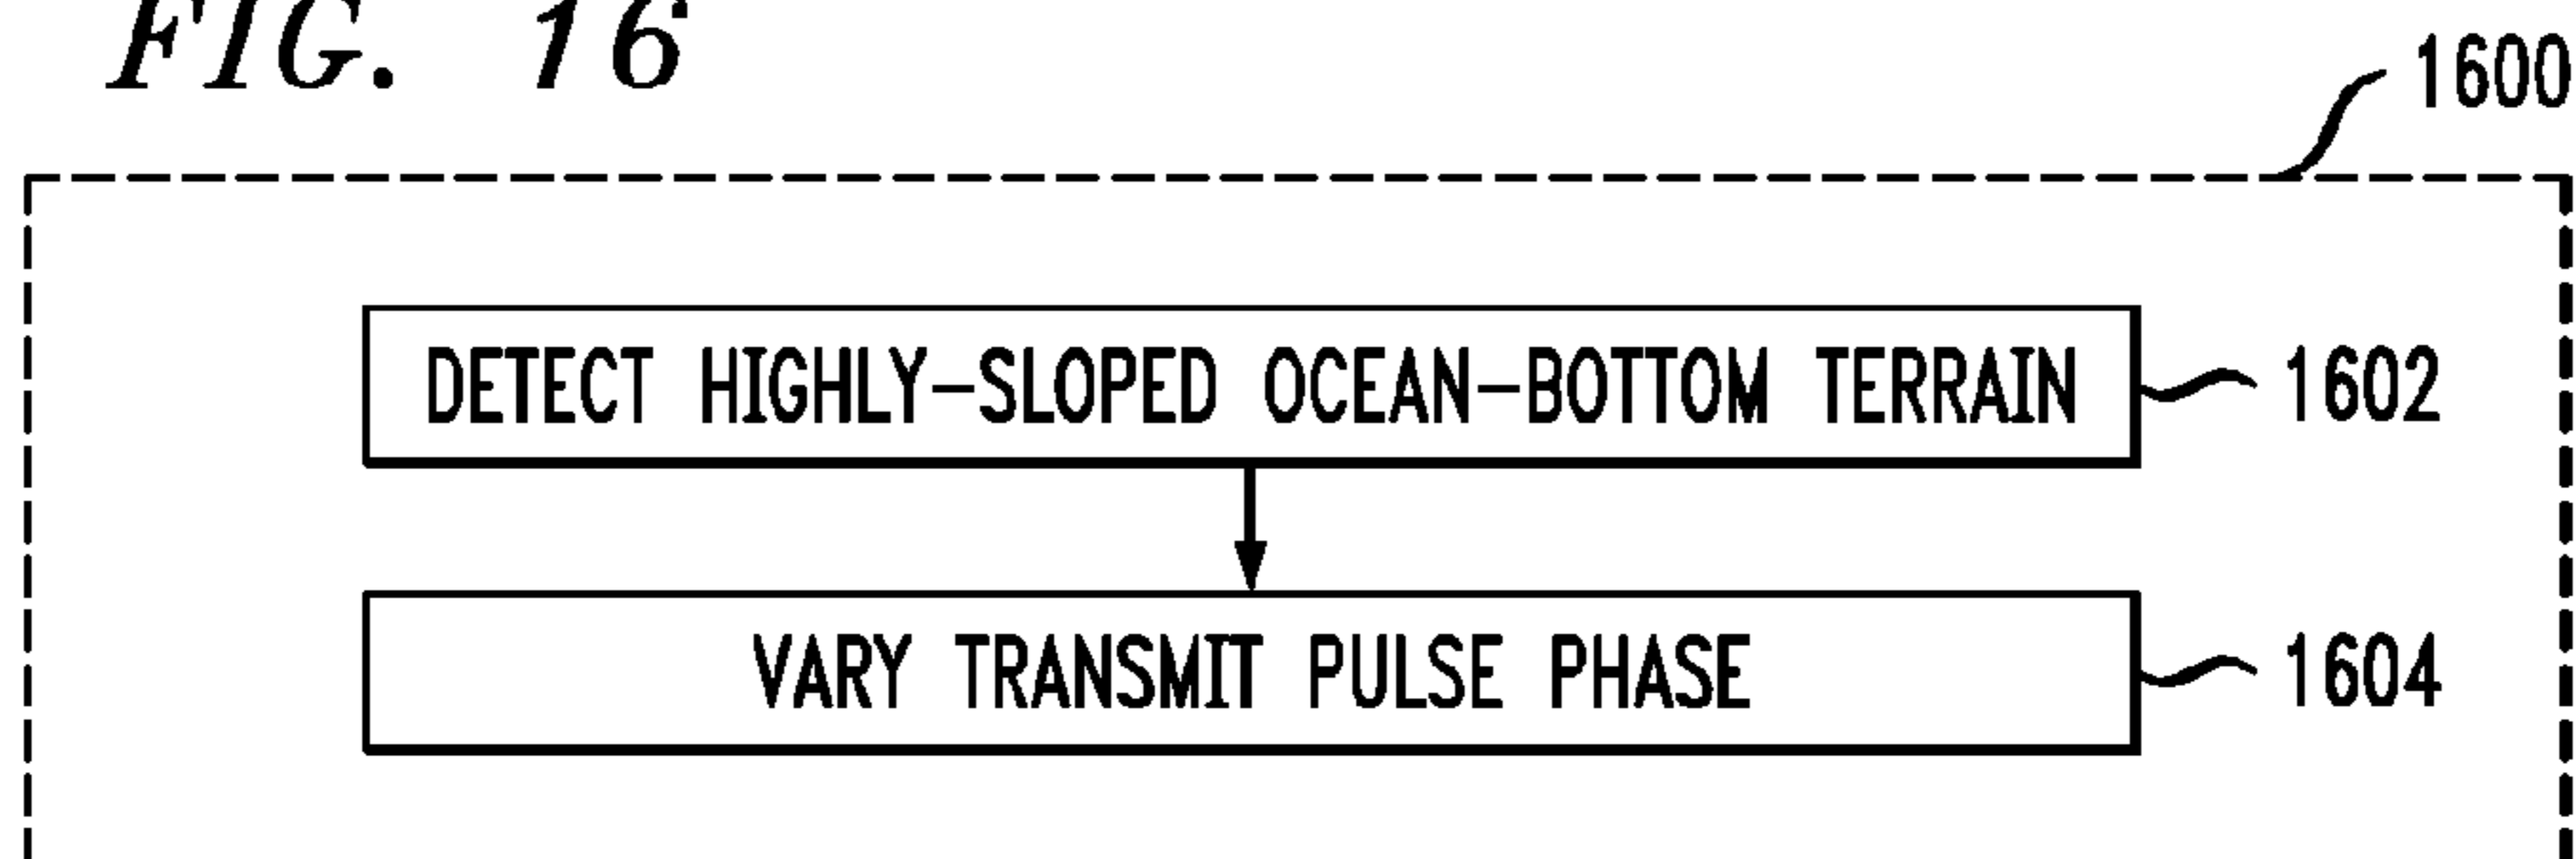 FIG. 16
1600
DETECT HIGHLY-SLOPED OCEAN-BOTTOM TERRAIN
1602
VARY TRANSMIT PULSE PHASE
1604